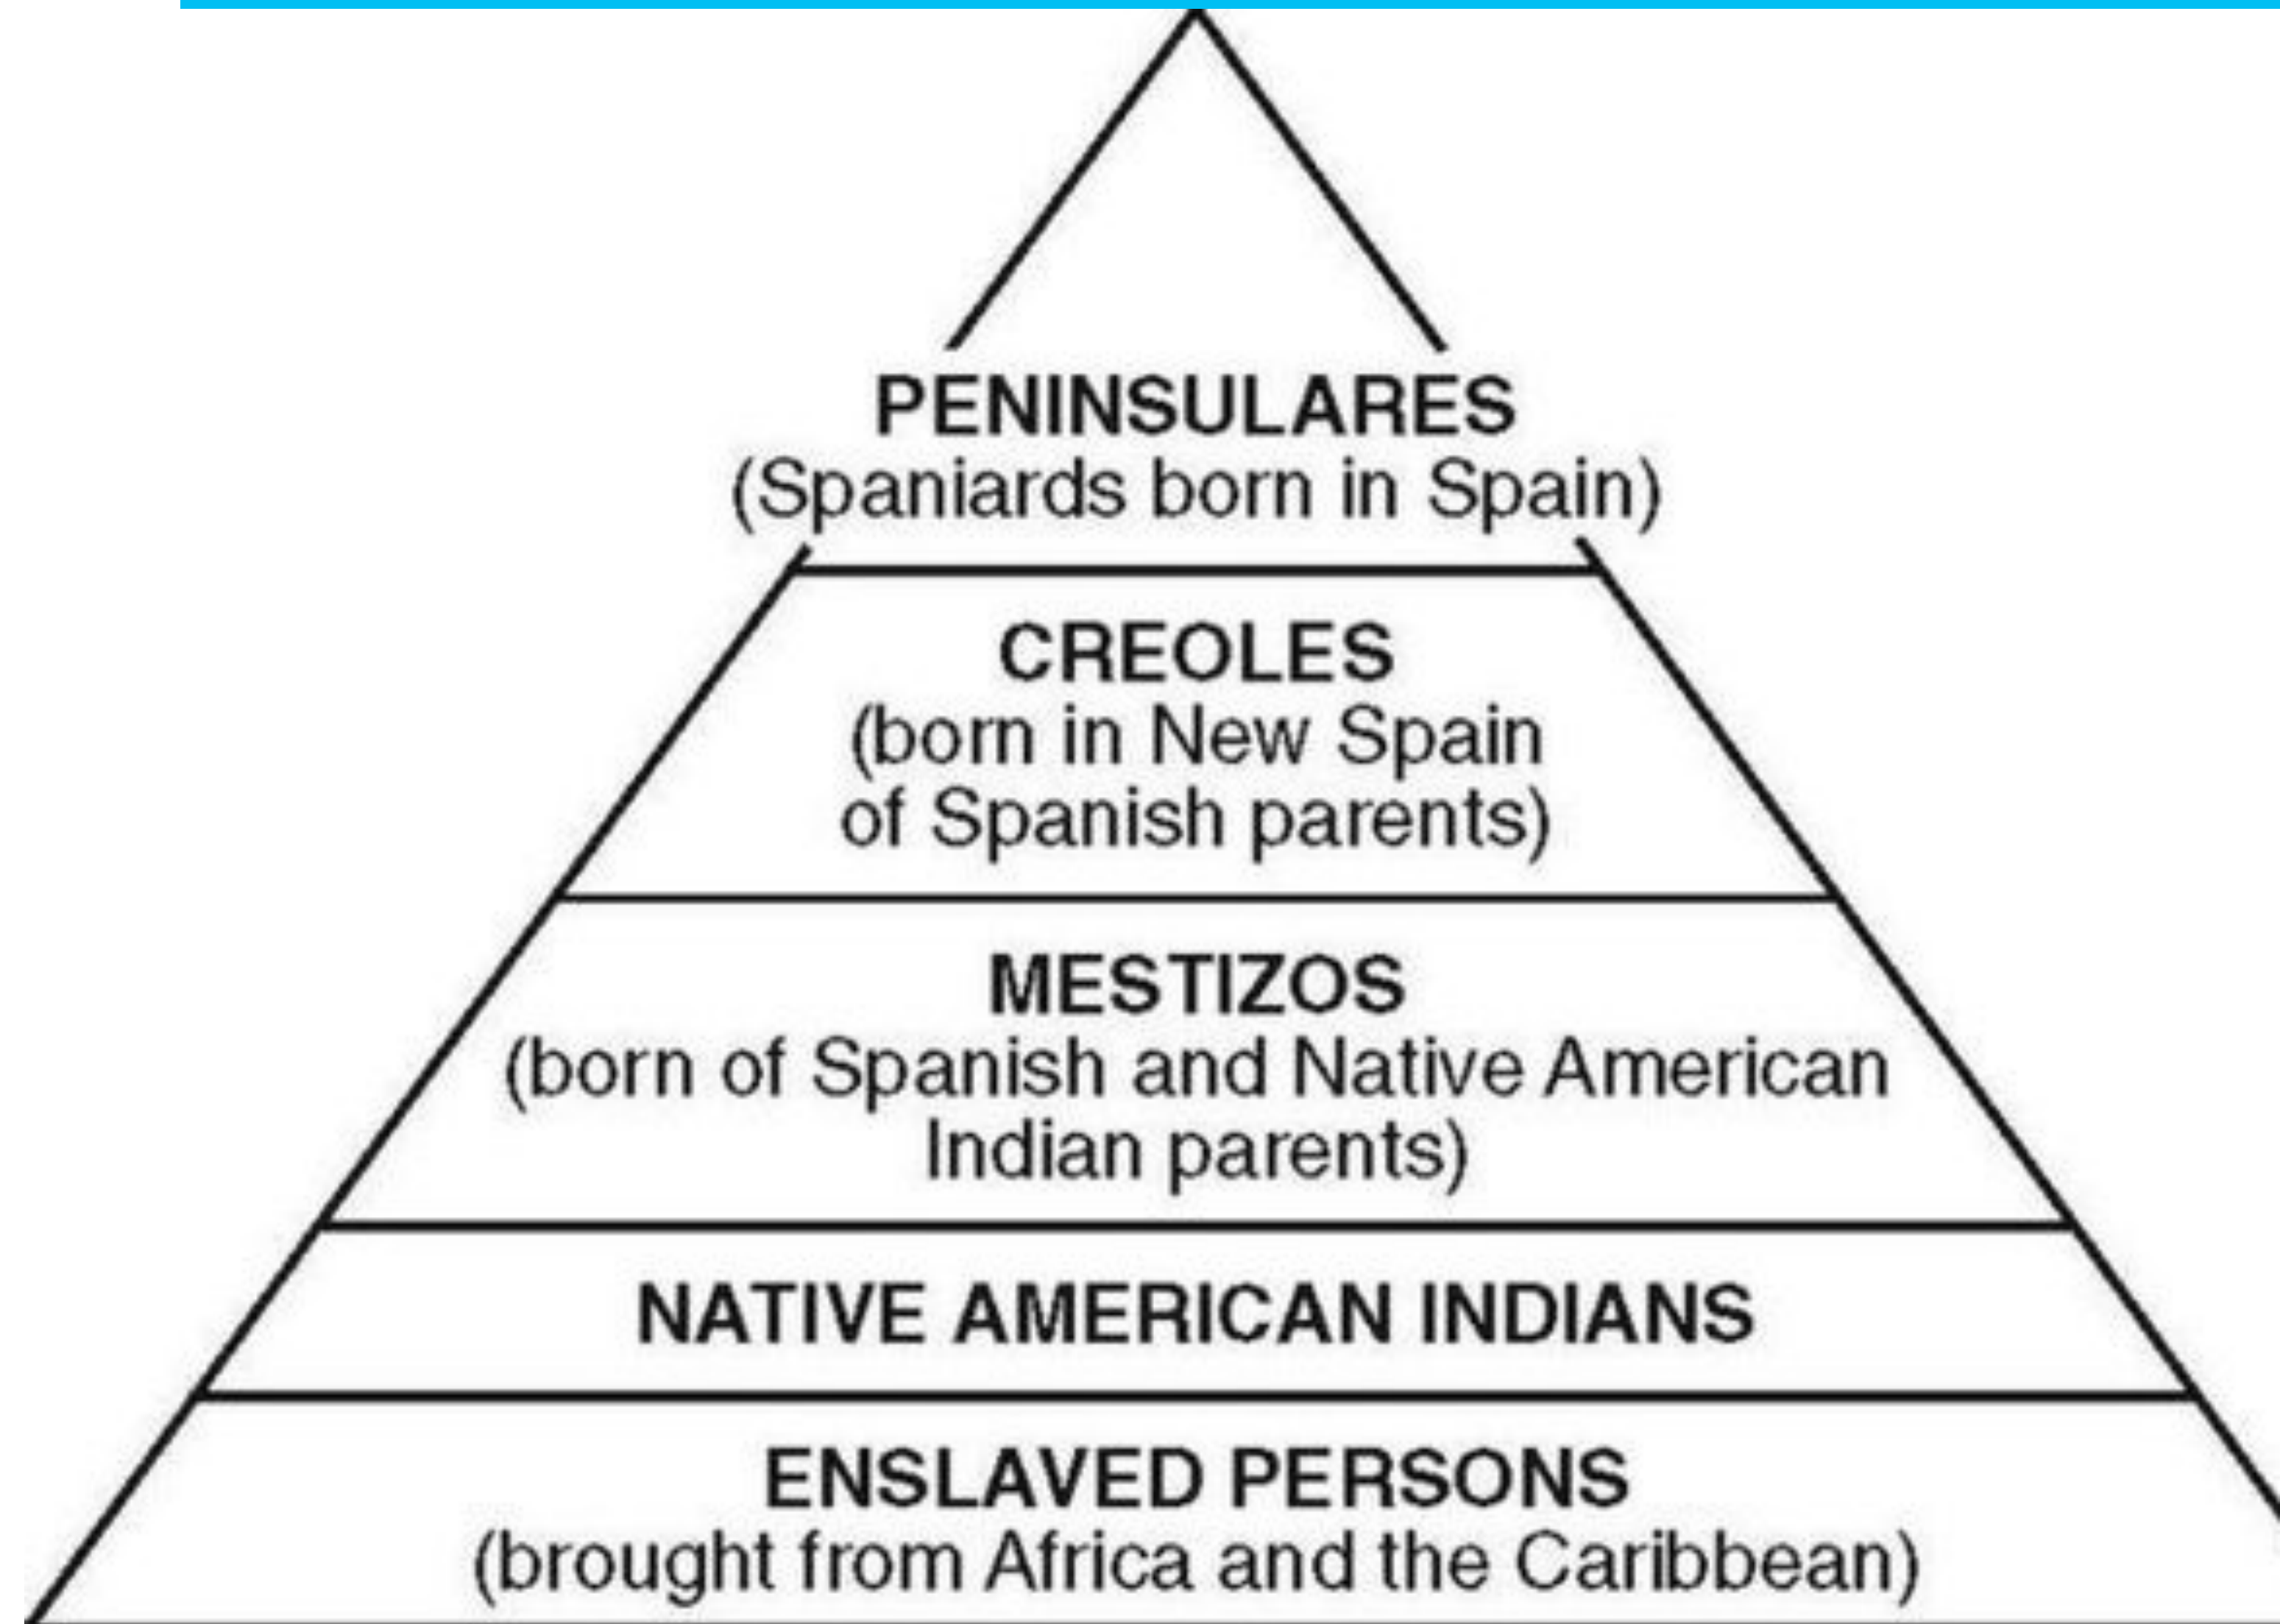 PENINSULARES
(Spaniards born in Spain)
CREOLES
(born in New Spain
of Spanish parents)
MESTIZOS
(born of Spanish and Native American
Indian parents)
NATIVE AMERICAN INDIANS
ENSLAVED PERSONS
(brought from Africa and the Caribbean)